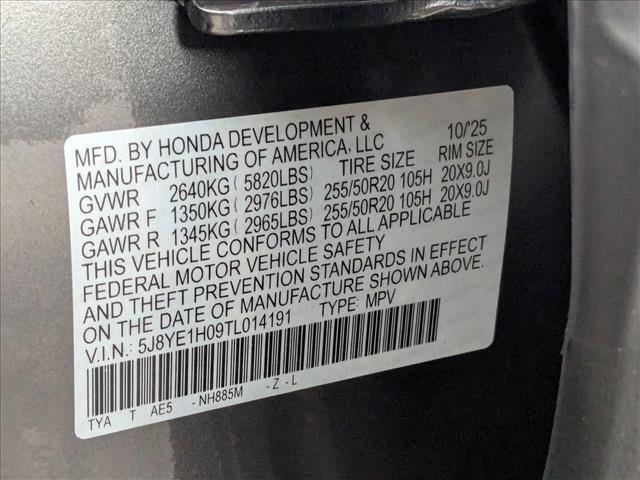 MFD. BY HONDA DEVELOPMENT & 10/'25
MANUFACTURING OF AMERICA, LLC
TIRE SIZE RIM SIZE
GVWR 2640KG ( 5820LBS)
GAWR F 1350KG ( 2976LBS) 255/50R20 105H 20X9.0J
GAWR R 1345KG ( 2965LBS) 255/50R20 105H 20X9.0J
THIS VEHICLE CONFORMS TO ALL APPLICABLE
FEDERAL MOTOR VEHICLE SAFETY
AND THEFT PREVENTION STANDARDS IN EFFECT
ON THE DATE OF MANUFACTURE SHOWN ABOVE.
V.I.N.: 5J8YE1H09TL014191 TYPE: MPV
TYA T AE5 -NH885M -Z-L